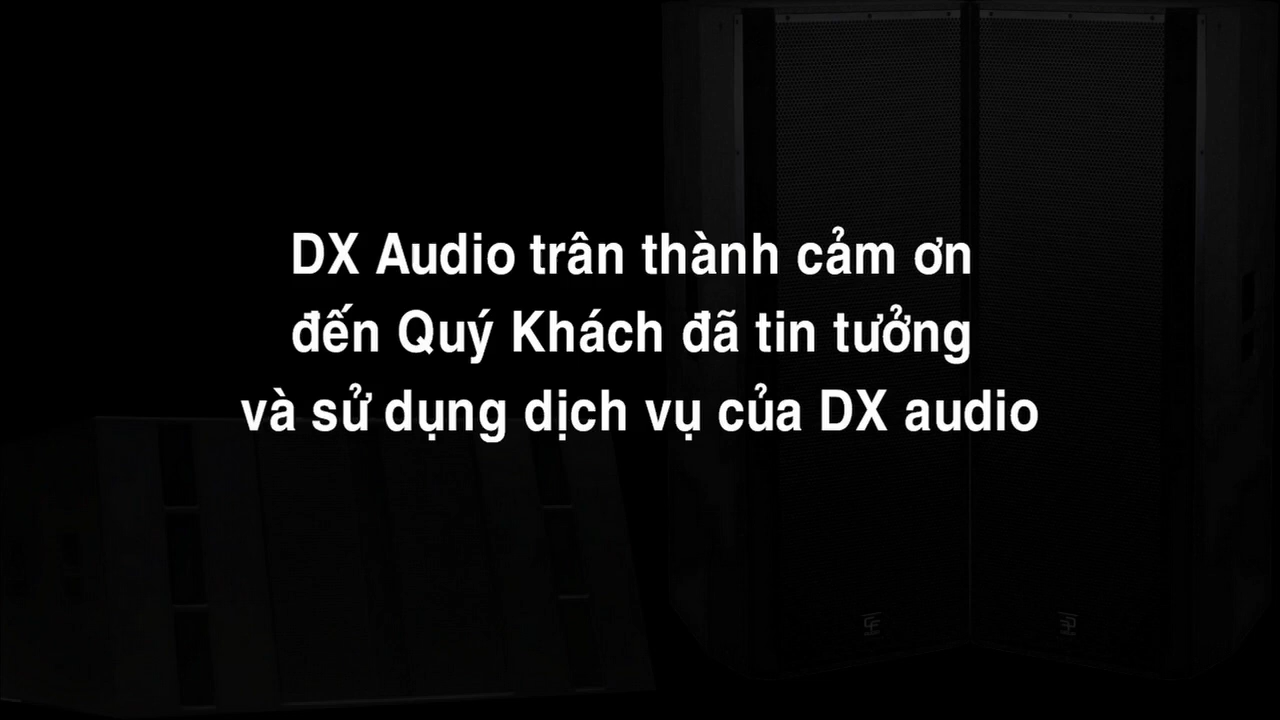 DX Audio trân thành cảm ơn
đến Quý Khách đã tin tưởng
và sử dụng dịch vụ của DX audio